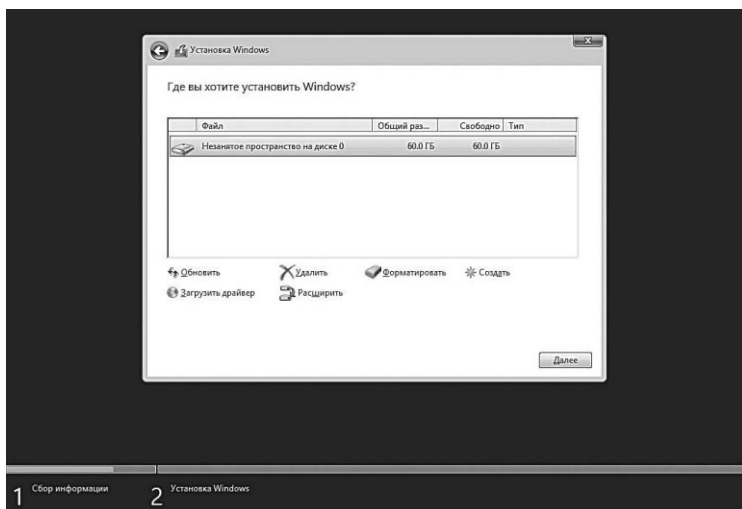 Установка Windows
Где вы хотите установить Windows?
Файл Общий раз... Свободно Тип
Незанятое пространство на диске 0 60.0 ГБ 60.0 ГБ
Обновить Удалить Форматировать Создать
Загрузить драйвер Расширить
Далее
1 Сбор информации 2 Установка Windows